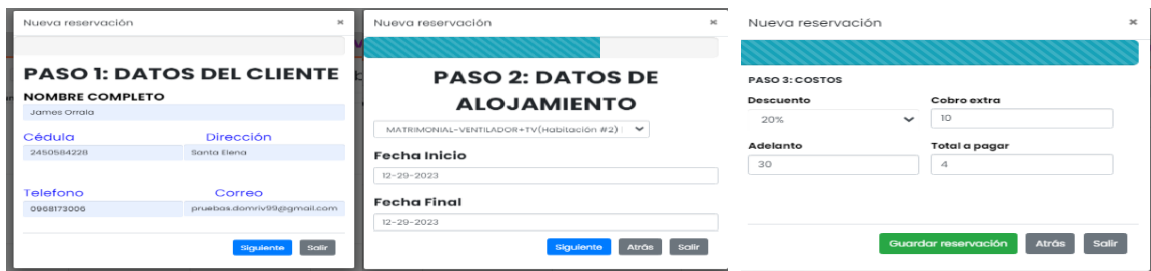 Nueva reservación ×
PASO 1: DATOS DEL CLIENTE
NOMBRE COMPLETO
James Orrala
Cédula Dirección
2450584228 Santa Elena
Telefono Correo
0968173006 pruebas.domriv99@gmail.com
Siguiente Salir
Nueva reservación ×
PASO 2: DATOS DE
ALOJAMIENTO
MATRIMONIAL-VENTILADOR+TV(Habitación #2)
Fecha Inicio
12-29-2023
Fecha Final
12-29-2023
Siguiente Atrás Salir
Nueva reservación ×
PASO 3: COSTOS
Descuento Cobro extra
20% 10
Adelanto Total a pagar
30 4
Guardar reservación Atrás Salir